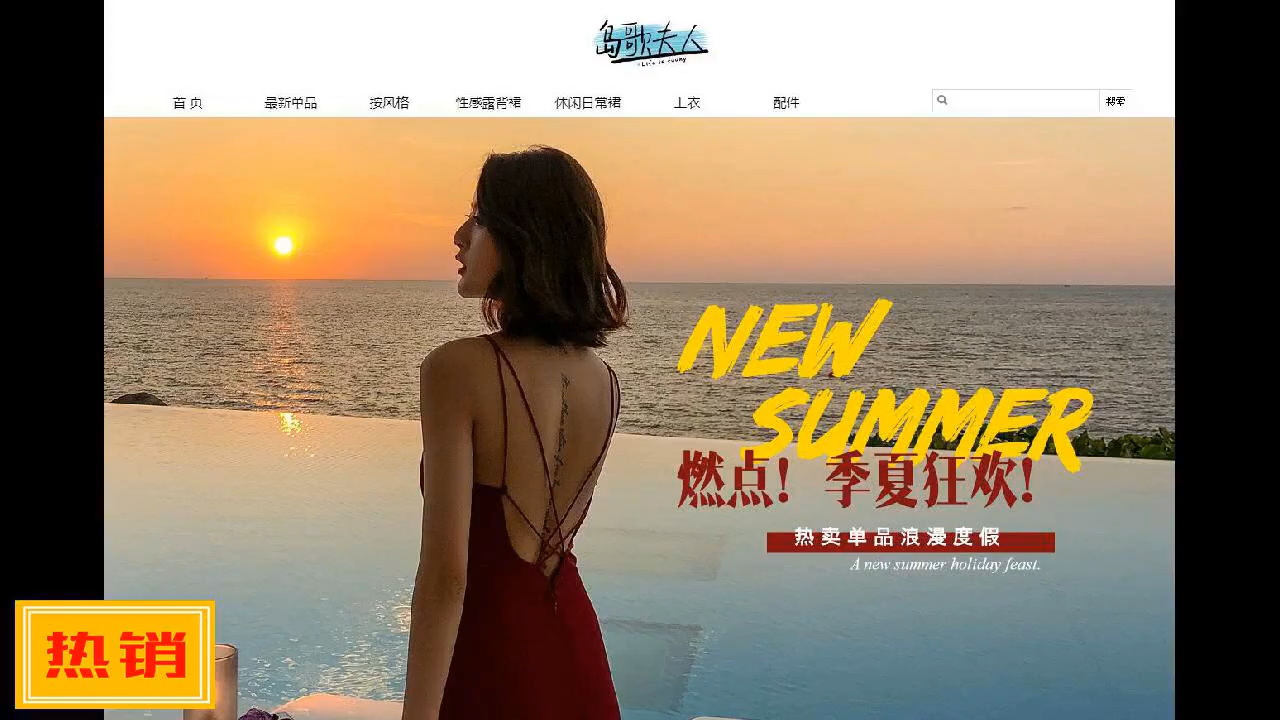 岛歌夫人
首页 最新单品 按风格 性感露背裙 休闲日常裙 上衣 配件 搜索
NEW
SUMMER
燃点！季夏狂欢！
热卖单品浪漫度假
A new summer holiday feast.
热销